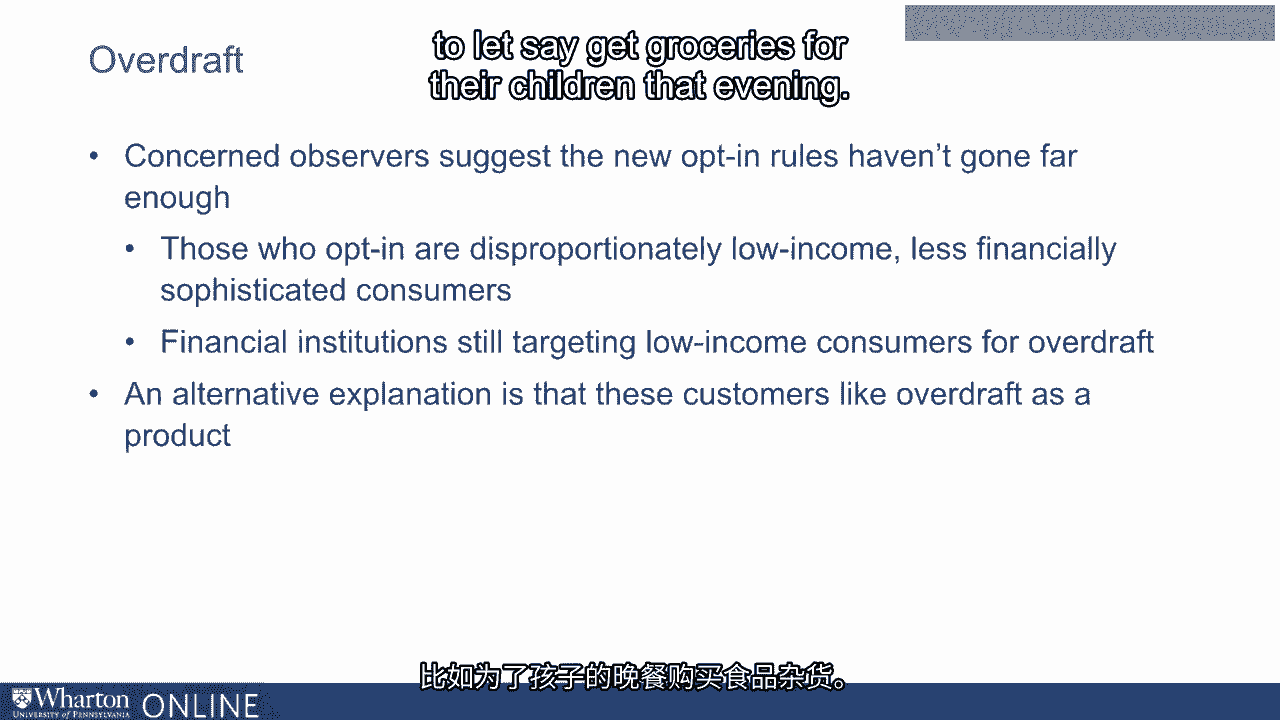 to let say get groceries for
their children that evening.
Overdraft
• Concerned observers suggest the new opt-in rules haven't gone far
enough
• Those who opt-in are disproportionately low-income, less financially
sophisticated consumers
• Financial institutions still targeting low-income consumers for overdraft
• An alternative explanation is that these customers like overdraft as a
product
比如为了孩子的晚餐购买食品杂货。
Wharton ONLINE
UNIVERSITY of PENNSYLVANIA